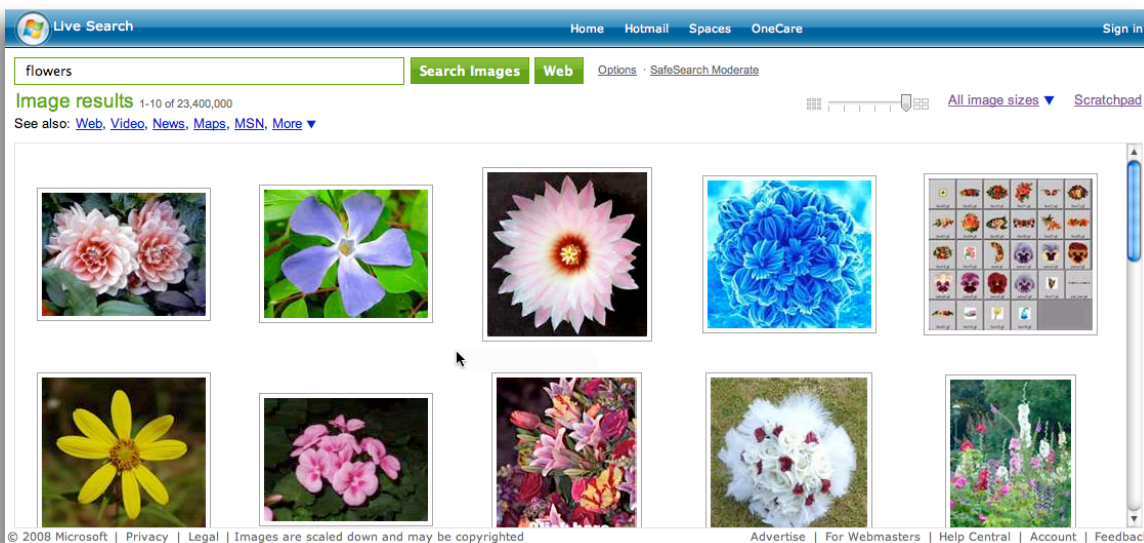 Live Search Home Hotmail Spaces OneCare Sign in
flowers Search Images Web Options · SafeSearch Moderate
Image results 1-10 of 23,400,000 All image sizes ▼ Scratchpad
See also: Web, Video, News, Maps, MSN, More ▼
© 2008 Microsoft | Privacy | Legal | Images are scaled down and may be copyrighted Advertise | For Webmasters | Help Central | Account | Feedbac